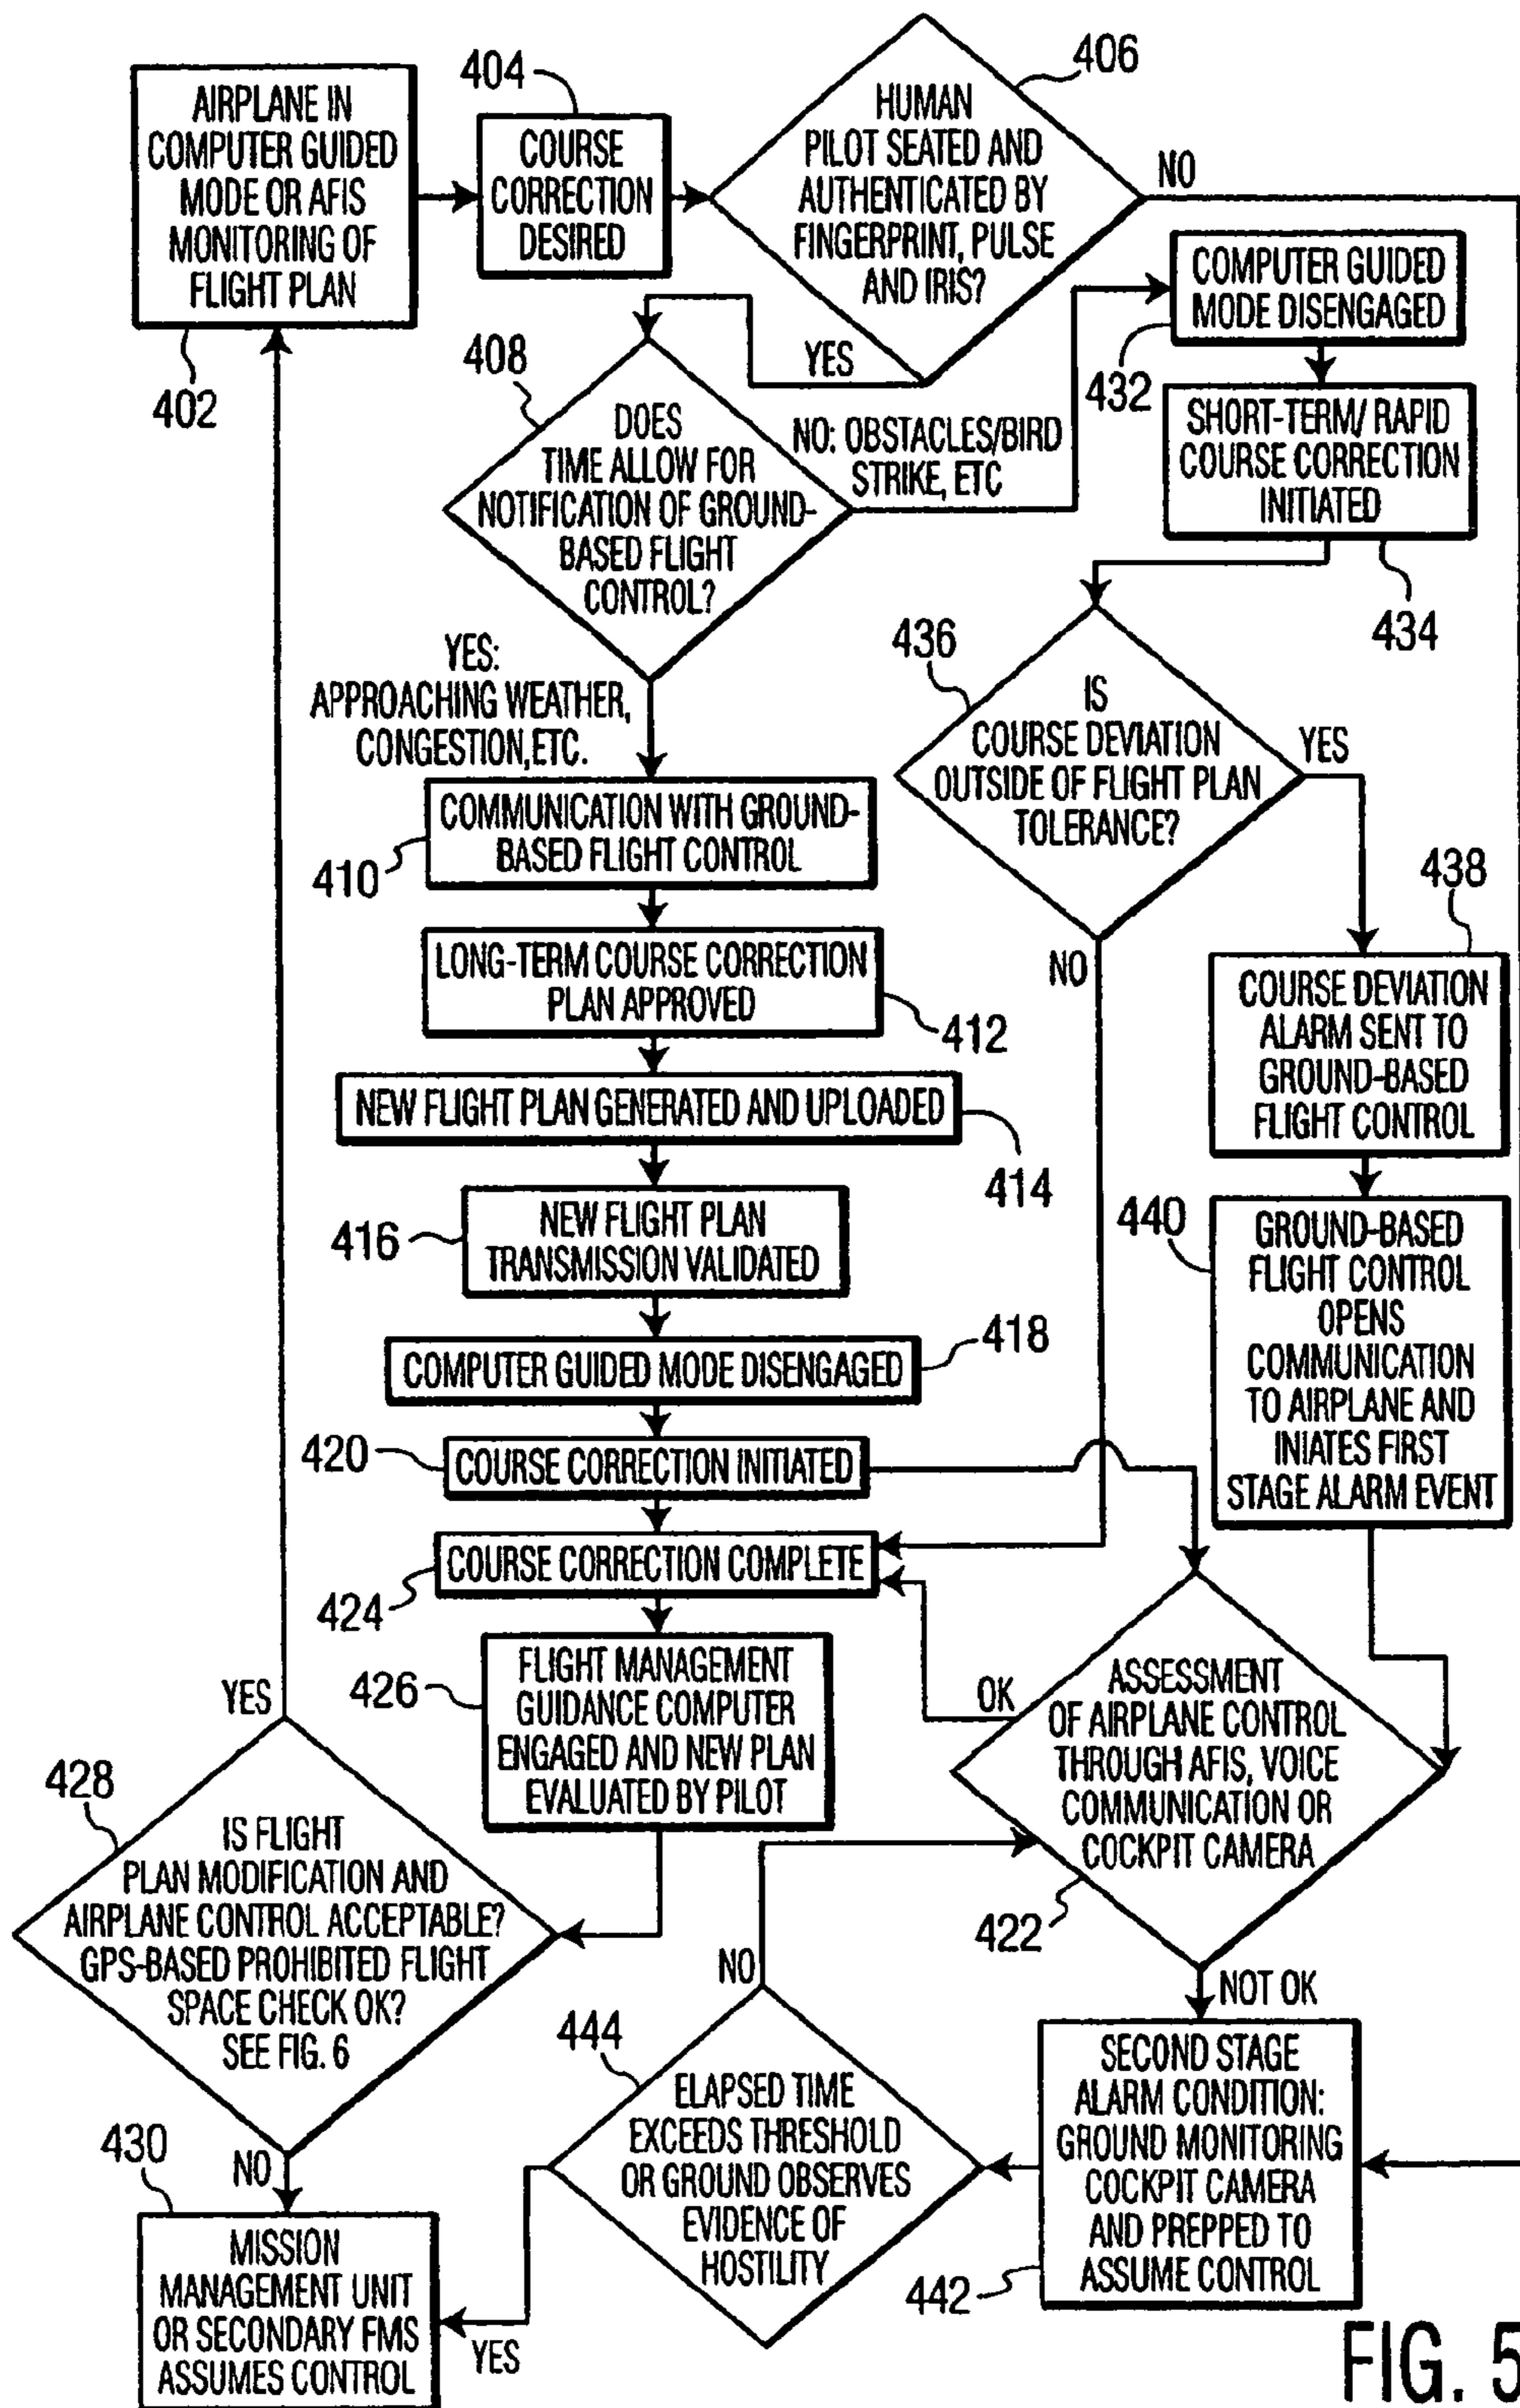 AIRPLANE IN
COMPUTER GUIDED
MODE OR AFIS
MONITORING OF
FLIGHT PLAN
402
404
COURSE
CORRECTION
DESIRED
406
HUMAN
PILOT SEATED AND
AUTHENTICATED BY
FINGERPRINT, PULSE
AND IRIS?
NO
YES
408
DOES
TIME ALLOW FOR
NOTIFICATION OF GROUND-
BASED FLIGHT
CONTROL?
NO: OBSTACLES/BIRD
STRIKE, ETC
COMPUTER GUIDED
MODE DISENGAGED
432
SHORT-TERM/ RAPID
COURSE CORRECTION
INITIATED
434
YES:
APPROACHING WEATHER,
CONGESTION,ETC.
436
IS
COURSE DEVIATION
OUTSIDE OF FLIGHT PLAN
TOLERANCE?
YES
NO
COMMUNICATION WITH GROUND-
BASED FLIGHT CONTROL
410
LONG-TERM COURSE CORRECTION
PLAN APPROVED
412
NEW FLIGHT PLAN GENERATED AND UPLOADED
414
NEW FLIGHT PLAN
TRANSMISSION VALIDATED
416
COMPUTER GUIDED MODE DISENGAGED
418
420
COURSE CORRECTION INITIATED
COURSE CORRECTION COMPLETE
424
438
COURSE DEVIATION
ALARM SENT TO
GROUND-BASED
FLIGHT CONTROL
440
GROUND-BASED
FLIGHT CONTROL
OPENS
COMMUNICATION
TO AIRPLANE AND
INIATES FIRST
STAGE ALARM EVENT
426
FLIGHT MANAGEMENT
GUIDANCE COMPUTER
ENGAGED AND NEW PLAN
EVALUATED BY PILOT
OK
ASSESSMENT
OF AIRPLANE CONTROL
THROUGH AFIS, VOICE
COMMUNICATION OR
COCKPIT CAMERA
422
NOT OK
YES
428
IS FLIGHT
PLAN MODIFICATION AND
AIRPLANE CONTROL ACCEPTABLE?
GPS-BASED PROHIBITED FLIGHT
SPACE CHECK OK?
SEE FIG. 6
NO
430
MISSION
MANAGEMENT UNIT
OR SECONDARY FMS
ASSUMES CONTROL
NO
444
ELAPSED TIME
EXCEEDS THRESHOLD
OR GROUND OBSERVES
EVIDENCE OF
HOSTILITY
YES
SECOND STAGE
ALARM CONDITION:
GROUND MONITORING
COCKPIT CAMERA
AND PREPPED TO
ASSUME CONTROL
442
FIG. 5